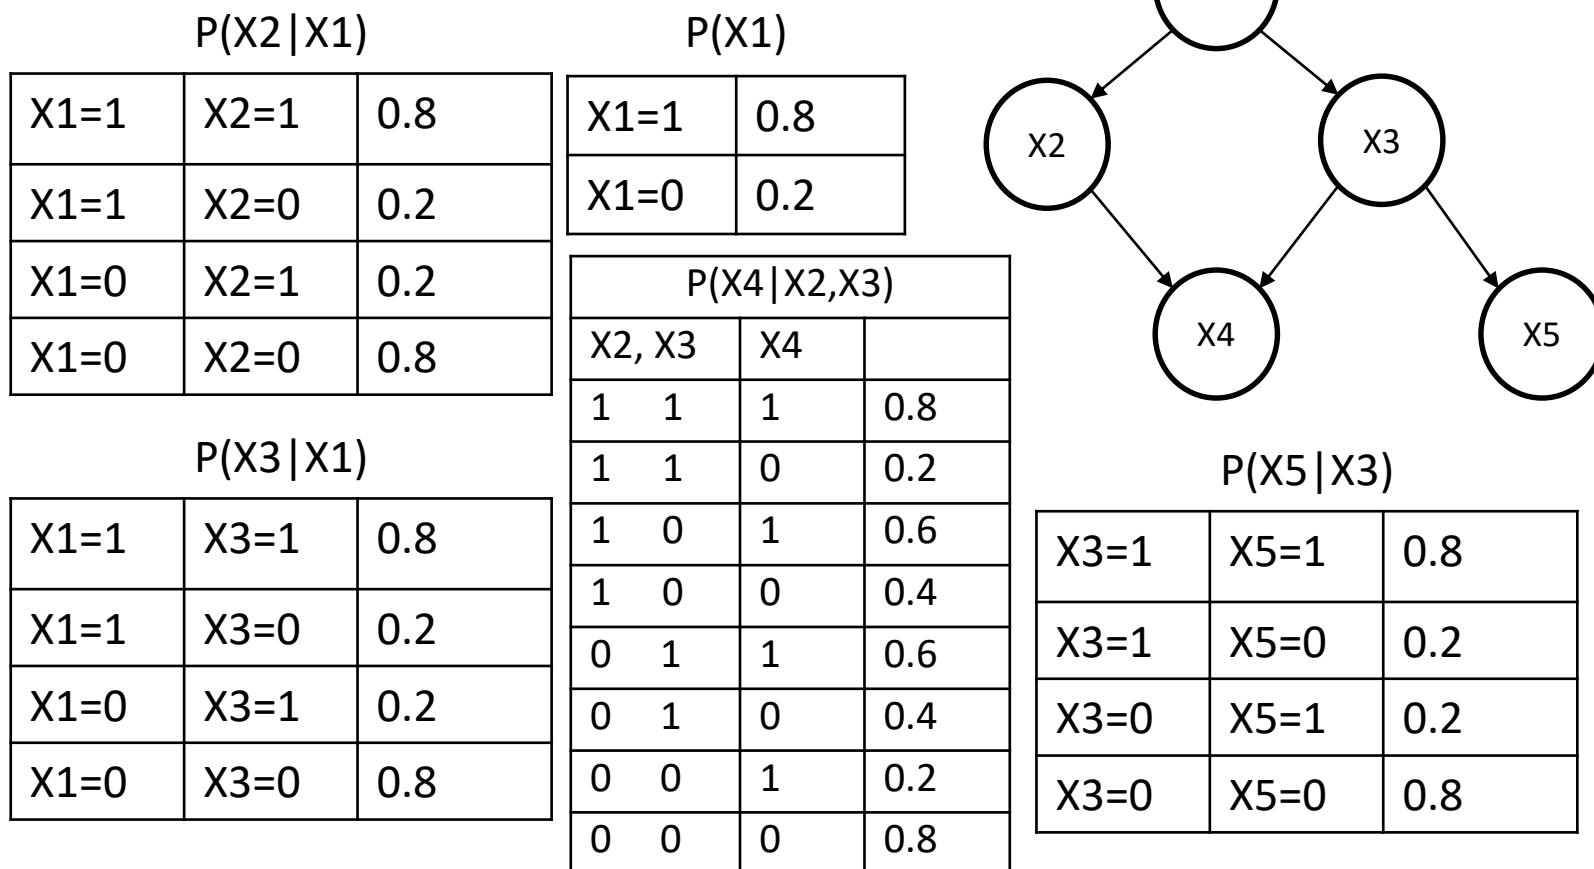 P(X2|X1)
X1=1 X2=1 0.8
X1=1 X2=0 0.2
X1=0 X2=1 0.2
X1=0 X2=0 0.8
P(X1)
X1=1 0.8
X1=0 0.2
X2
X3
X4
X5
P(X3|X1)
X1=1 X3=1 0.8
X1=1 X3=0 0.2
X1=0 X3=1 0.2
X1=0 X3=0 0.8
P(X4|X2,X3)
X2, X3 X4
1 1 1 0.8
1 1 0 0.2
1 0 1 0.6
1 0 0 0.4
0 1 1 0.6
0 1 0 0.4
0 0 1 0.2
0 0 0 0.8
P(X5|X3)
X3=1 X5=1 0.8
X3=1 X5=0 0.2
X3=0 X5=1 0.2
X3=0 X5=0 0.8